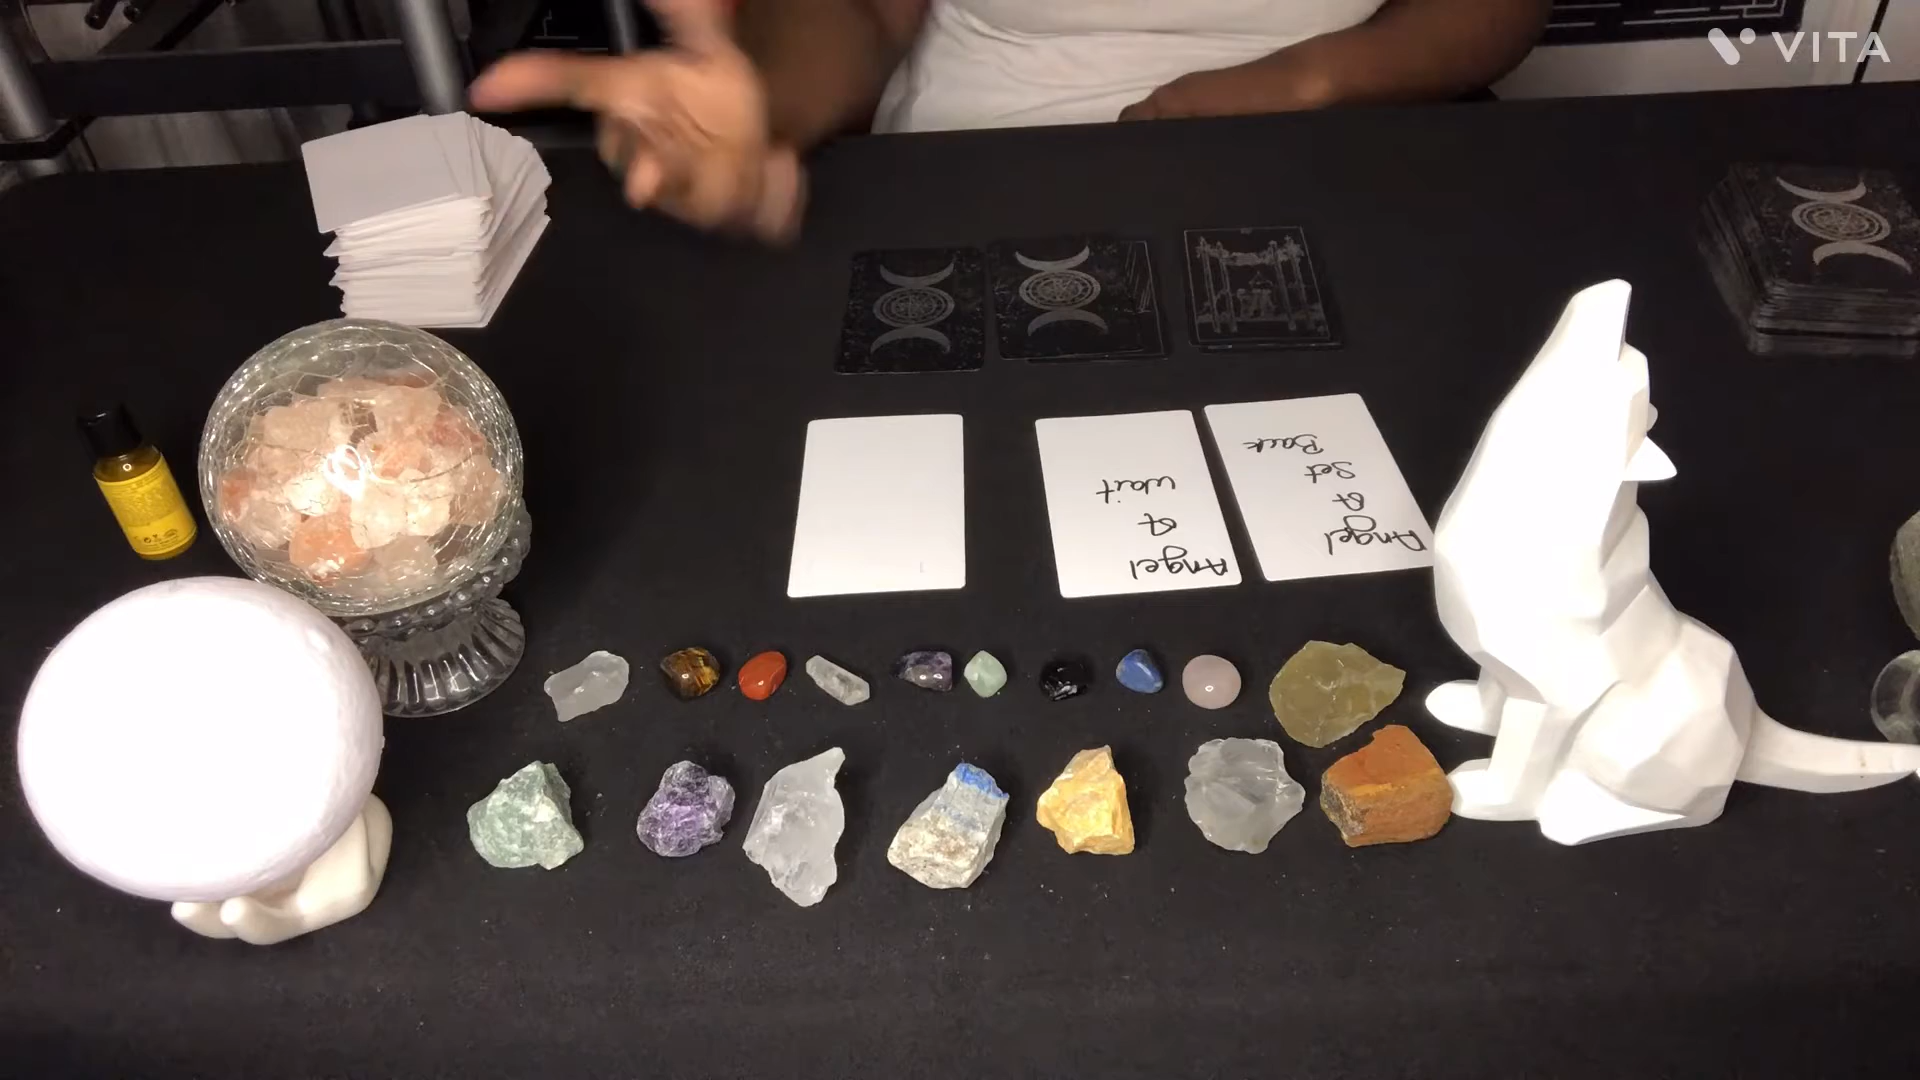 VITA
Angel
&
Wait
Angel
&
Set
Back